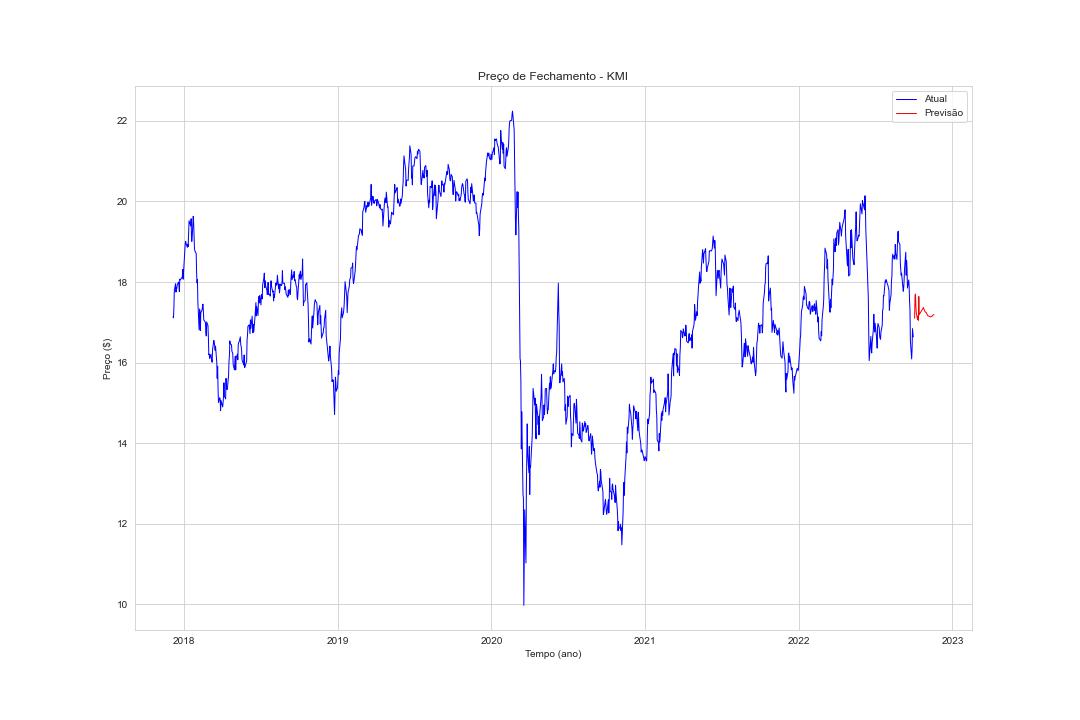 Preço de Fechamento - KMI
Atual
Previsão
22
20
18
16
14
12
10
Preço ($)
2018 2019 2020 2021 2022 2023
Tempo (ano)